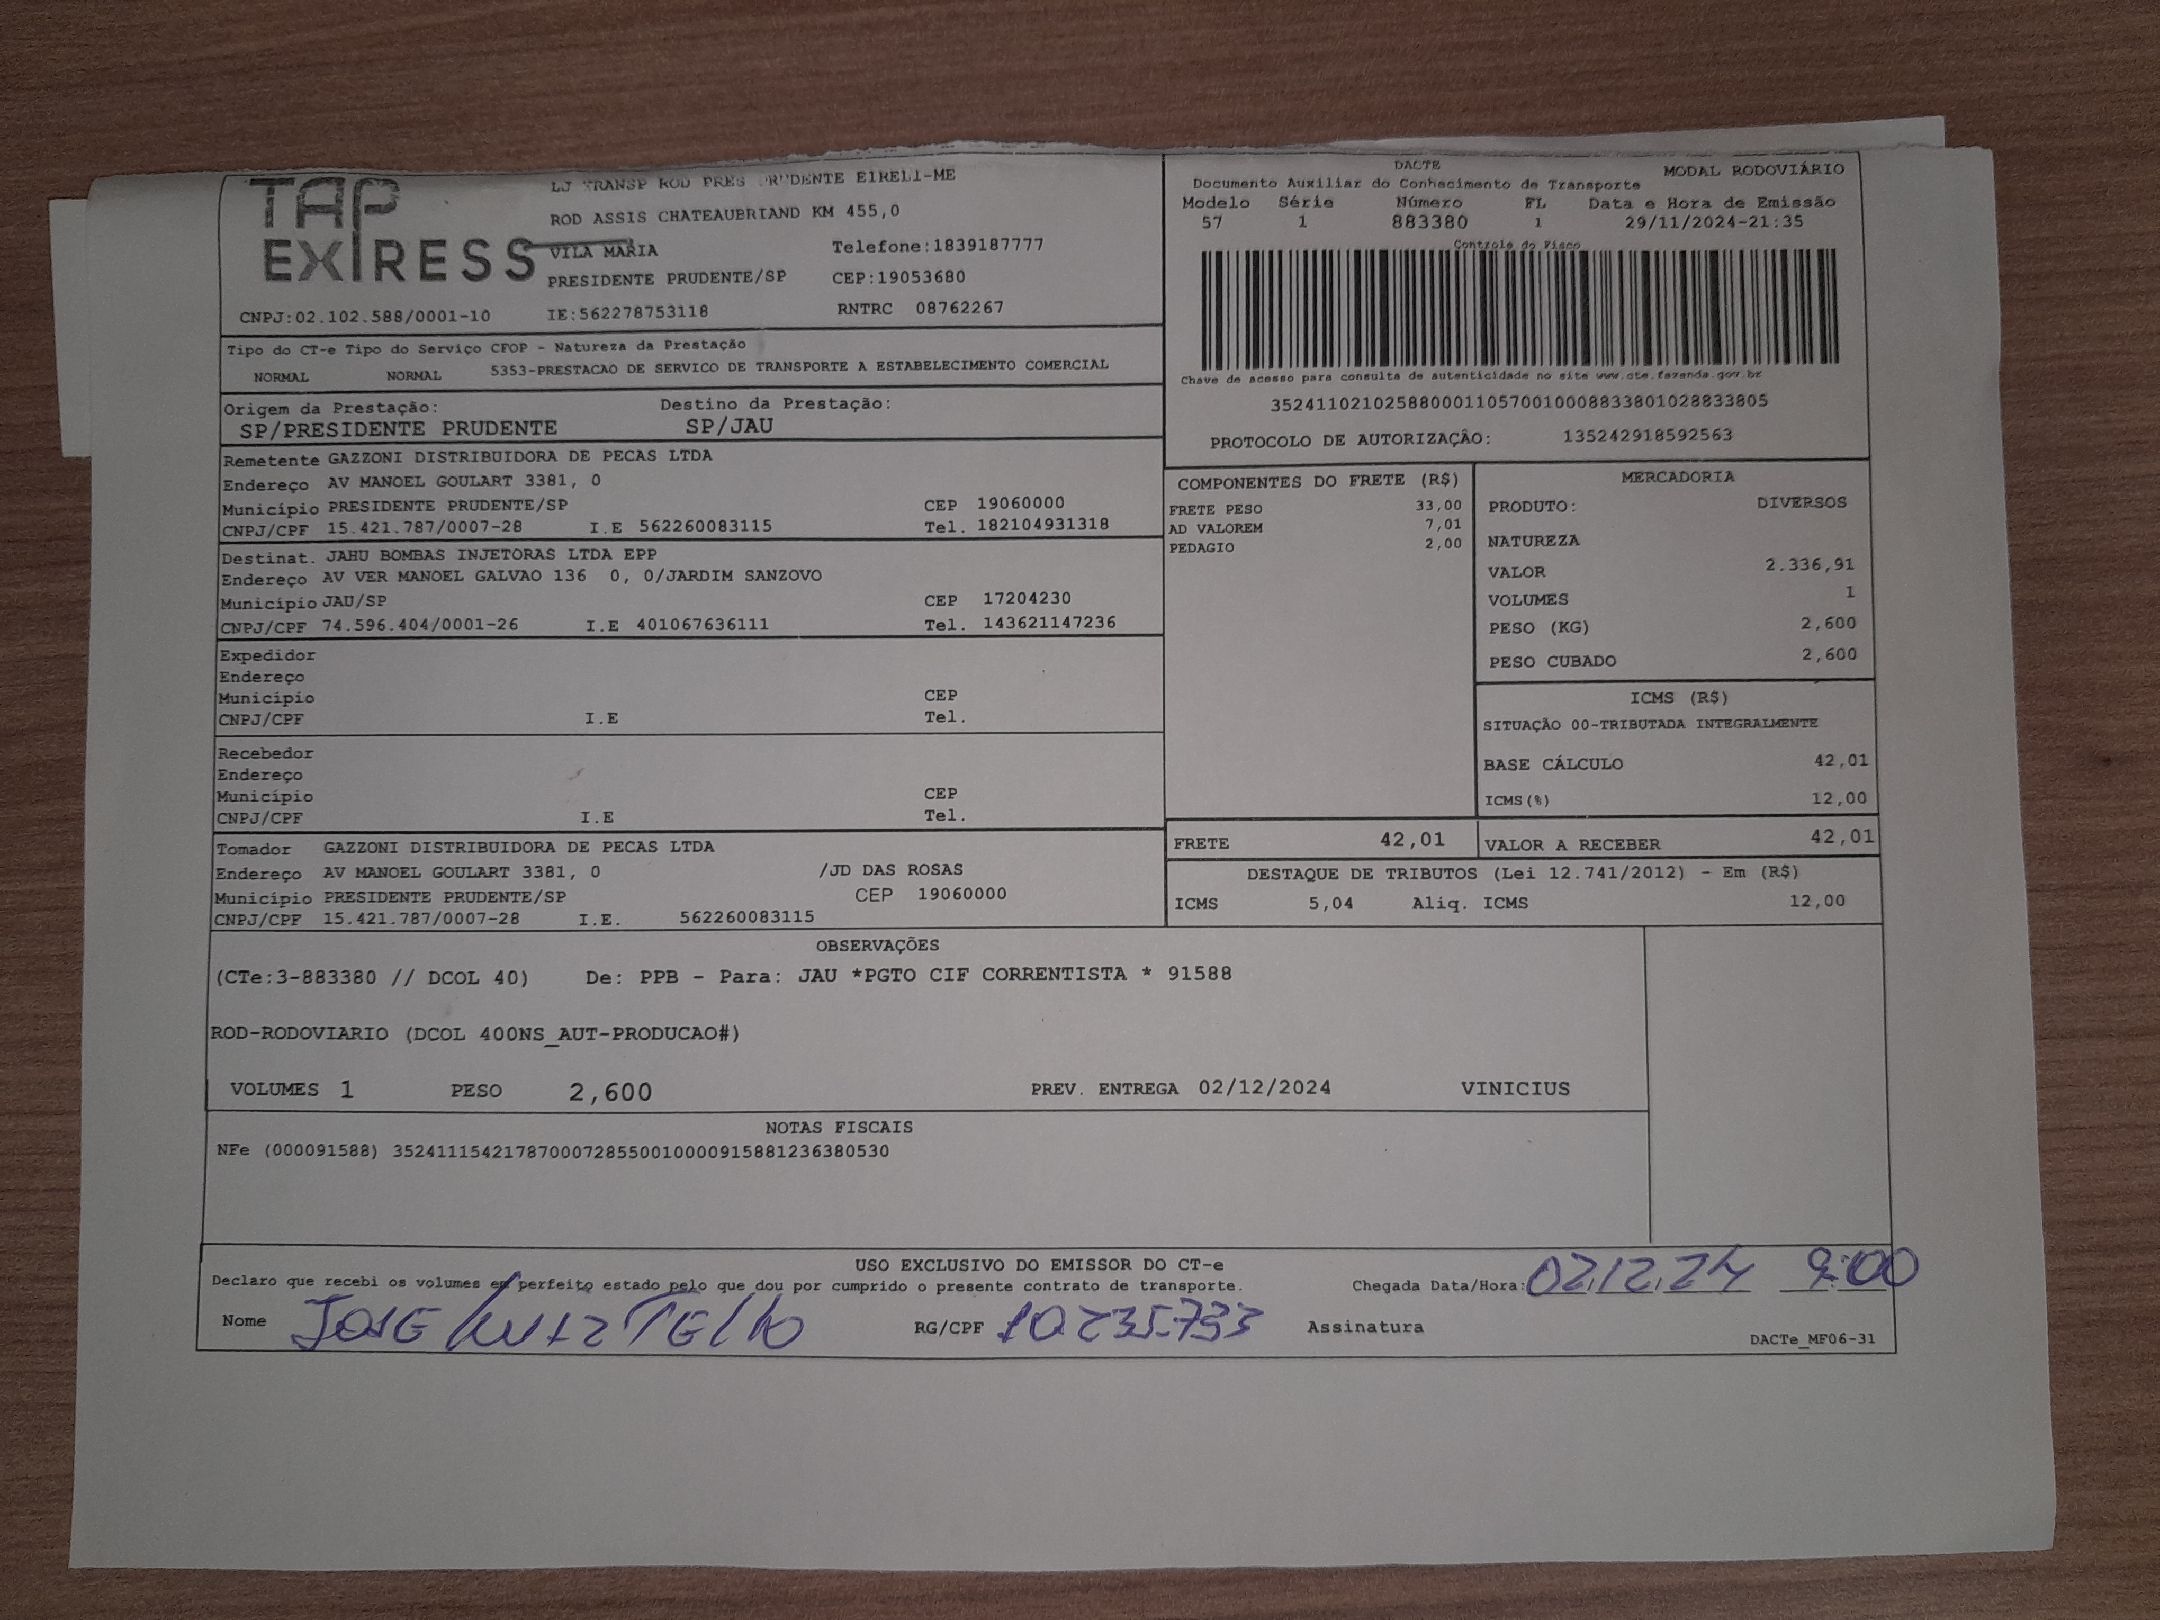 TAP
EXPRESS
LJ TRANSP ROD PRES PRUDENTE EIRELI-ME
ROD ASSIS CHATEAUBRIAND KM 455,0
VILA MARIA Telefone:1839187777
PRESIDENTE PRUDENTE/SP CEP:19053680
CNPJ:02.102.588/0001-10 IE:562278753118 RNTRC 08762267
Tipo do CT-e Tipo do Serviço CFOP - Natureza da Prestação
NORMAL NORMAL 5353-PRESTACAO DE SERVICO DE TRANSPORTE A ESTABELECIMENTO COMERCIAL
Origem da Prestação: Destino da Prestação:
SP/PRESIDENTE PRUDENTE SP/JAU
Remetente GAZZONI DISTRIBUIDORA DE PECAS LTDA
Endereço AV MANOEL GOULART 3381, 0
Município PRESIDENTE PRUDENTE/SP CEP 19060000
CNPJ/CPF 15.421.787/0007-28 I.E 562260083115 Tel. 182104931318
Destinat. JAHU BOMBAS INJETORAS LTDA EPP
Endereço AV VER MANOEL GALVAO 136 0, 0/JARDIM SANZOVO
Município JAU/SP CEP 17204230
CNPJ/CPF 74.596.404/0001-26 I.E 401067636111 Tel. 143621147236
Expedidor
Endereço
Município CEP
CNPJ/CPF I.E Tel.
Recebedor
Endereço
Município CEP
CNPJ/CPF I.E Tel.
Tomador GAZZONI DISTRIBUIDORA DE PECAS LTDA
Endereço AV MANOEL GOULART 3381, 0 /JD DAS ROSAS
Município PRESIDENTE PRUDENTE/SP CEP 19060000
CNPJ/CPF 15.421.787/0007-28 I.E. 562260083115
DACTE MODAL RODOVIÁRIO
Documento Auxiliar do Conhecimento de Transporte
Modelo Série Número FL Data e Hora de Emissão
57 1 883380 1 29/11/2024-21:35
Controle do Fisco
Chave de acesso para consulta de autenticidade no site www.cte.fazenda.gov.br
35241102102588000110570010008833801028833805
PROTOCOLO DE AUTORIZAÇÃO: 135242918592563
COMPONENTES DO FRETE (R$)
FRETE PESO 33,00
AD VALOREM 7,01
PEDAGIO 2,00
MERCADORIA
PRODUTO: DIVERSOS
NATUREZA
VALOR 2.336,91
VOLUMES 1
PESO (KG) 2,600
PESO CUBADO 2,600
ICMS (R$)
SITUAÇÃO 00-TRIBUTADA INTEGRALMENTE
BASE CÁLCULO 42,01
ICMS(%) 12,00
FRETE 42,01 VALOR A RECEBER 42,01
DESTAQUE DE TRIBUTOS (Lei 12.741/2012) - Em (R$)
ICMS 5,04 Aliq. ICMS 12,00
OBSERVAÇÕES
(CTe:3-883380 // DCOL 40) De: PPB - Para: JAU *PGTO CIF CORRENTISTA * 91588
ROD-RODOVIARIO (DCOL 400NS_AUT-PRODUCAO#)
VOLUMES 1 PESO 2,600 PREV. ENTREGA 02/12/2024 VINICIUS
NOTAS FISCAIS
NFe (000091588) 35241115421787000728550010000915881236380530
USO EXCLUSIVO DO EMISSOR DO CT-e
Declaro que recebi os volumes em perfeito estado pelo que dou por cumprido o presente contrato de transporte. Chegada Data/Hora: 02.12.24 9:00
Nome JOSE LUIZ TELLO RG/CPF 10.235.733 Assinatura
DACTe_MF06-31